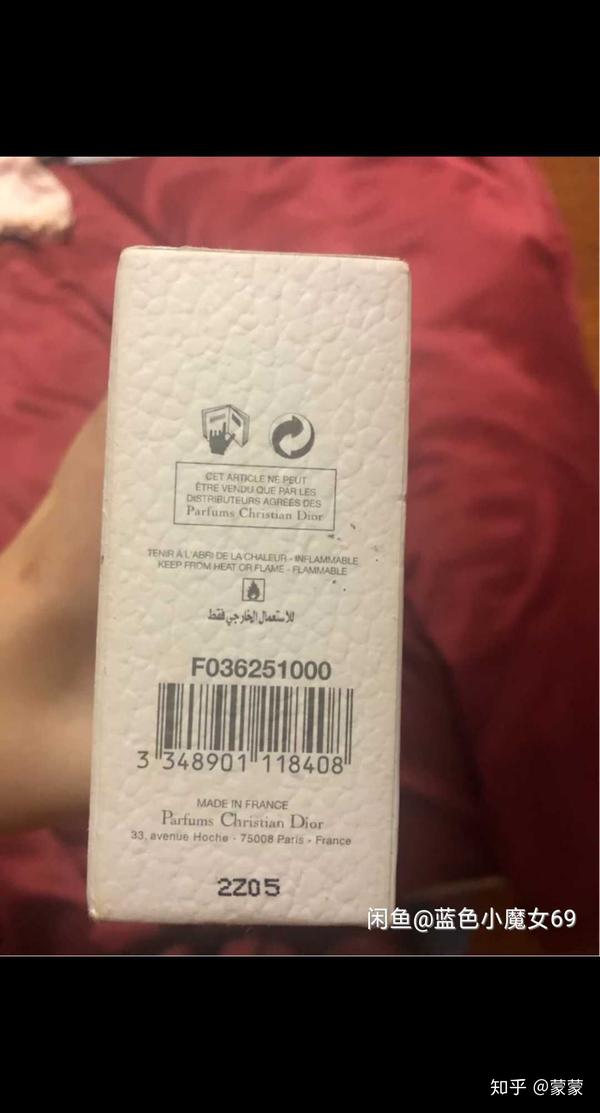 CET ARTICLE NE PEUT
ÊTRE VENDU QUE PAR LES
DISTRIBUTEURS AGRÉÉS DES
Parfums Christian Dior
TENIR À L'ABRI DE LA CHALEUR - INFLAMMABLE
KEEP FROM HEAT OR FLAME - FLAMMABLE
للاستعمال الخارجي فقط
F036251000
3 348901 118408
MADE IN FRANCE
Parfums Christian Dior
33, avenue Hoche - 75008 Paris - France
2Z05
闲鱼@蓝色小魔女69
知乎 @蒙蒙